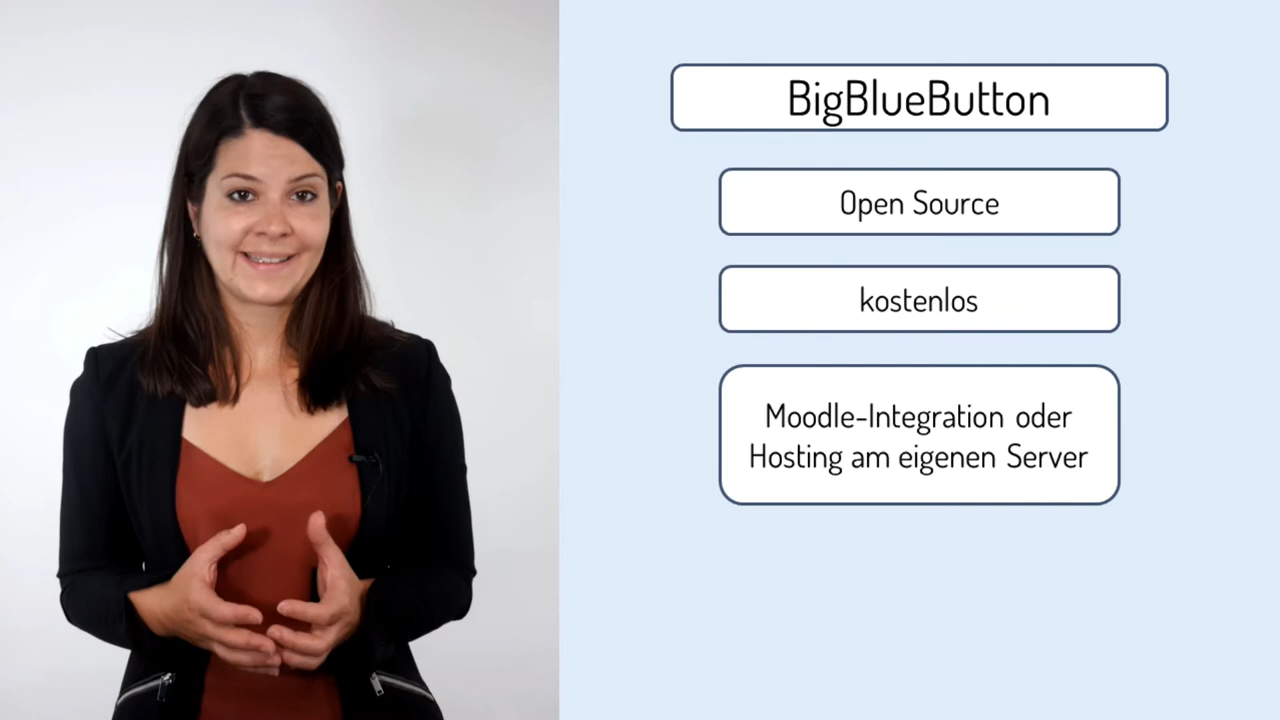 BigBlueButton
Open Source
kostenlos
Moodle-Integration oder
Hosting am eigenen Server